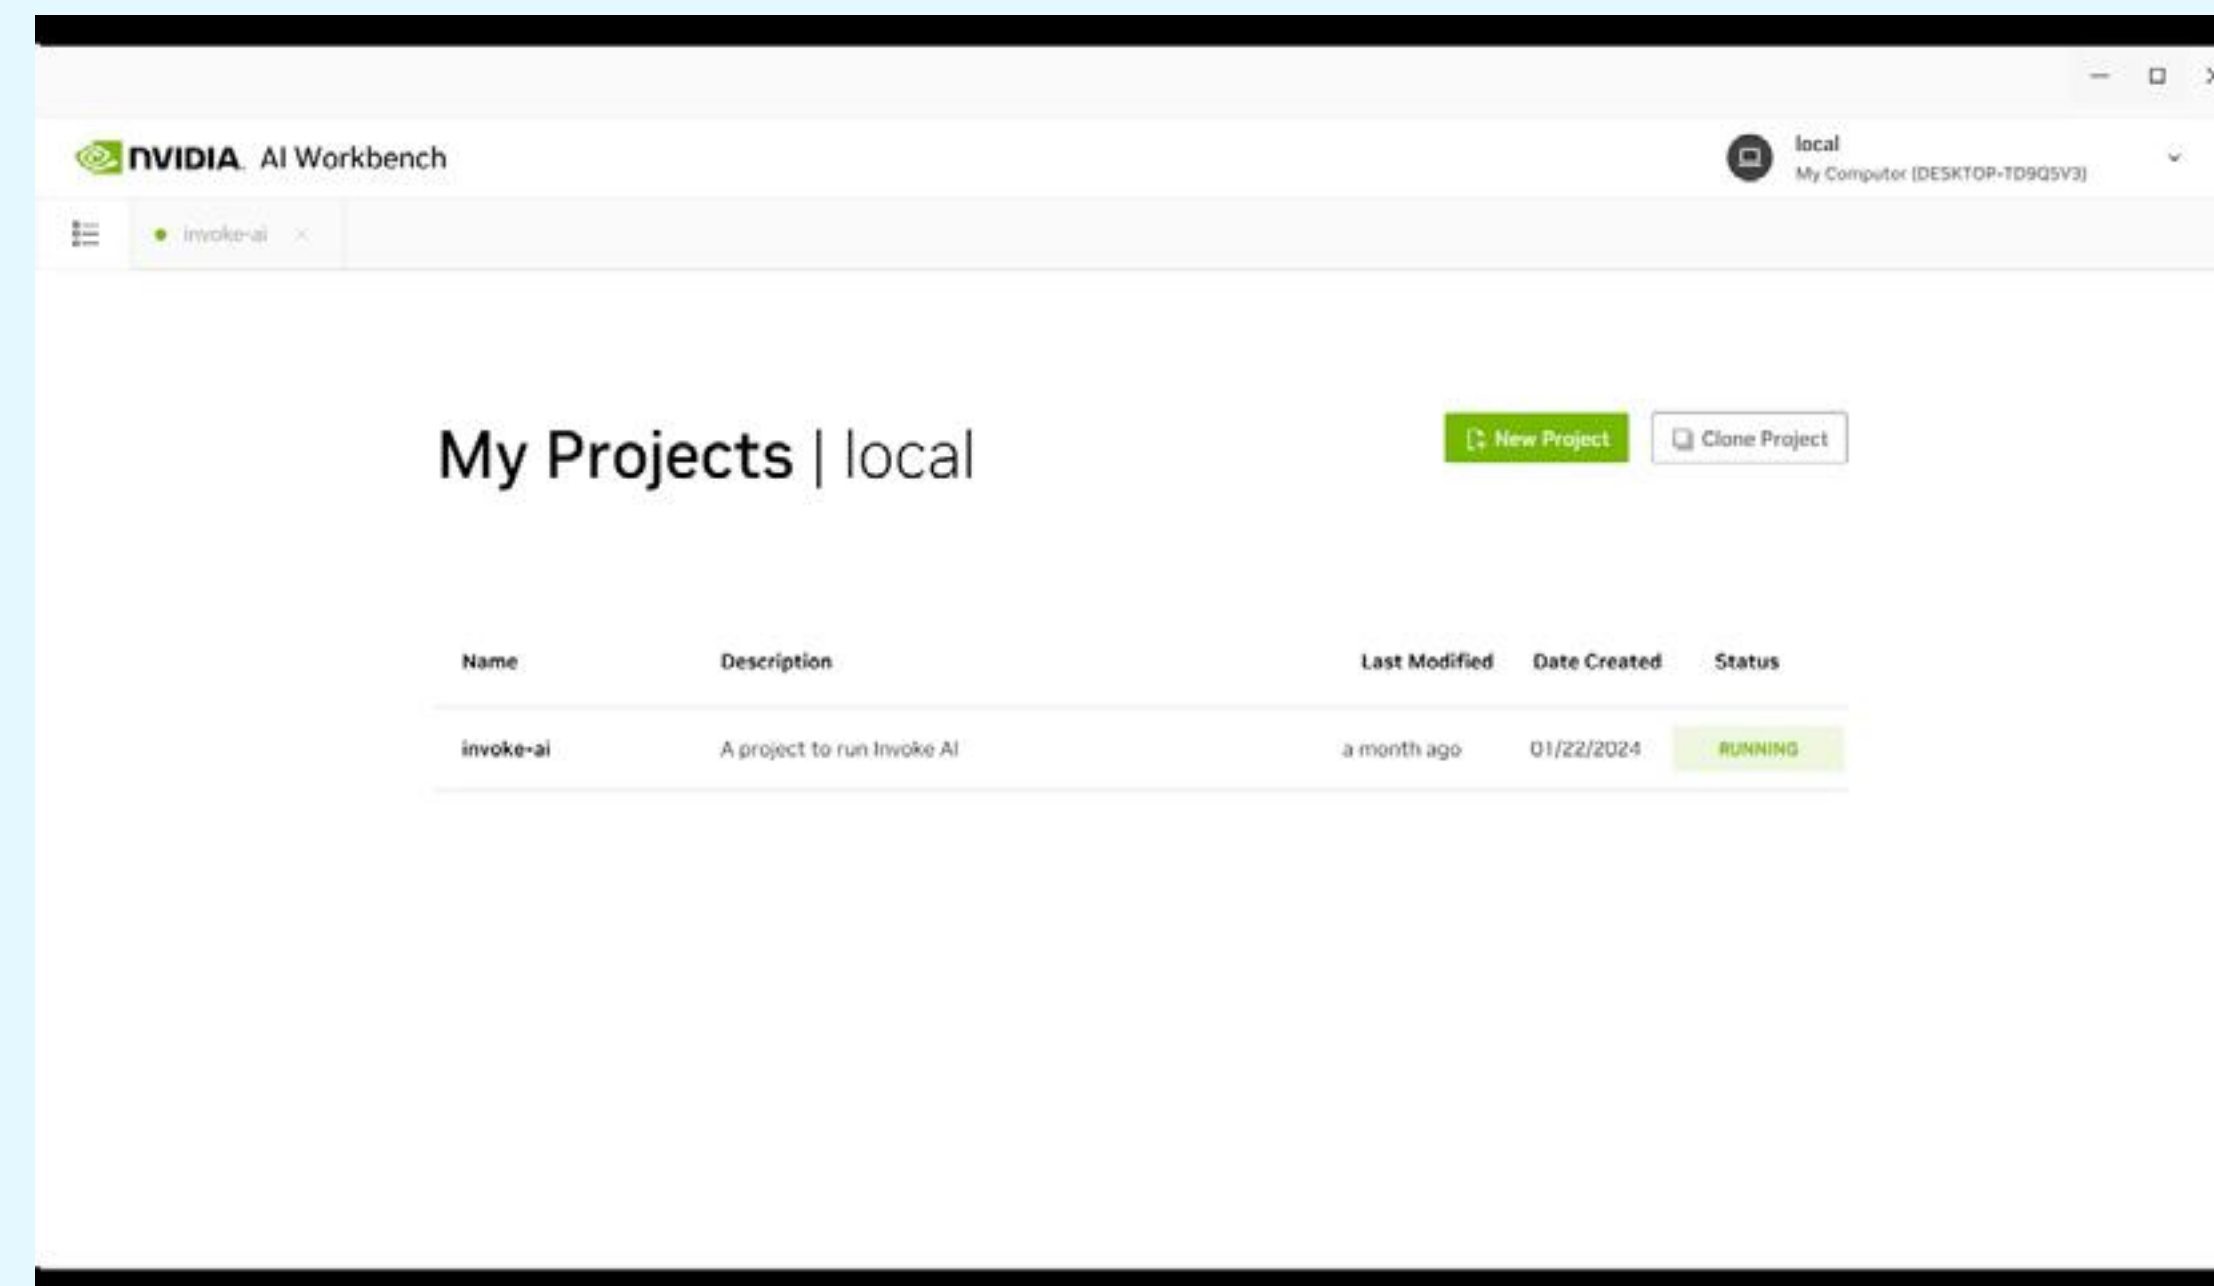 NVIDIA. AI Workbench
local
My Computer (DESKTOP-TD9Q5V3)
invoke-ai
My Projects | local
New Project
Clone Project
Name Description Last Modified Date Created Status
invoke-ai A project to run Invoke AI a month ago 01/22/2024 RUNNING